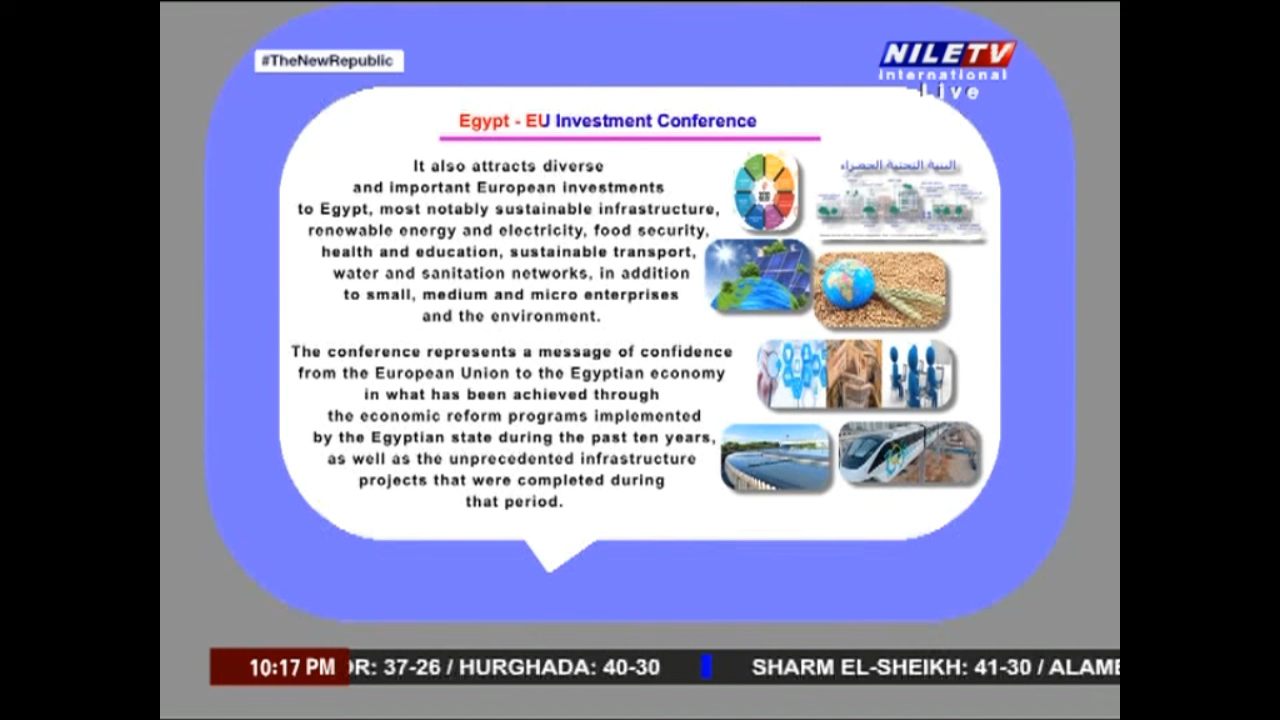 #TheNewRepublic
NILETV
international
Live
Egypt - EU Investment Conference
It also attracts diverse
and important European investments
to Egypt, most notably sustainable infrastructure,
renewable energy and electricity, food security,
health and education, sustainable transport,
water and sanitation networks, in addition
to small, medium and micro enterprises
and the environment.
البنية التحتية الخضراء
The conference represents a message of confidence
from the European Union to the Egyptian economy
in what has been achieved through
the economic reform programs implemented
by the Egyptian state during the past ten years,
as well as the unprecedented infrastructure
projects that were completed during
that period.
10:17 PM
OR: 37-26 / HURGHADA: 40-30
SHARM EL-SHEIKH: 41-30 / ALAME